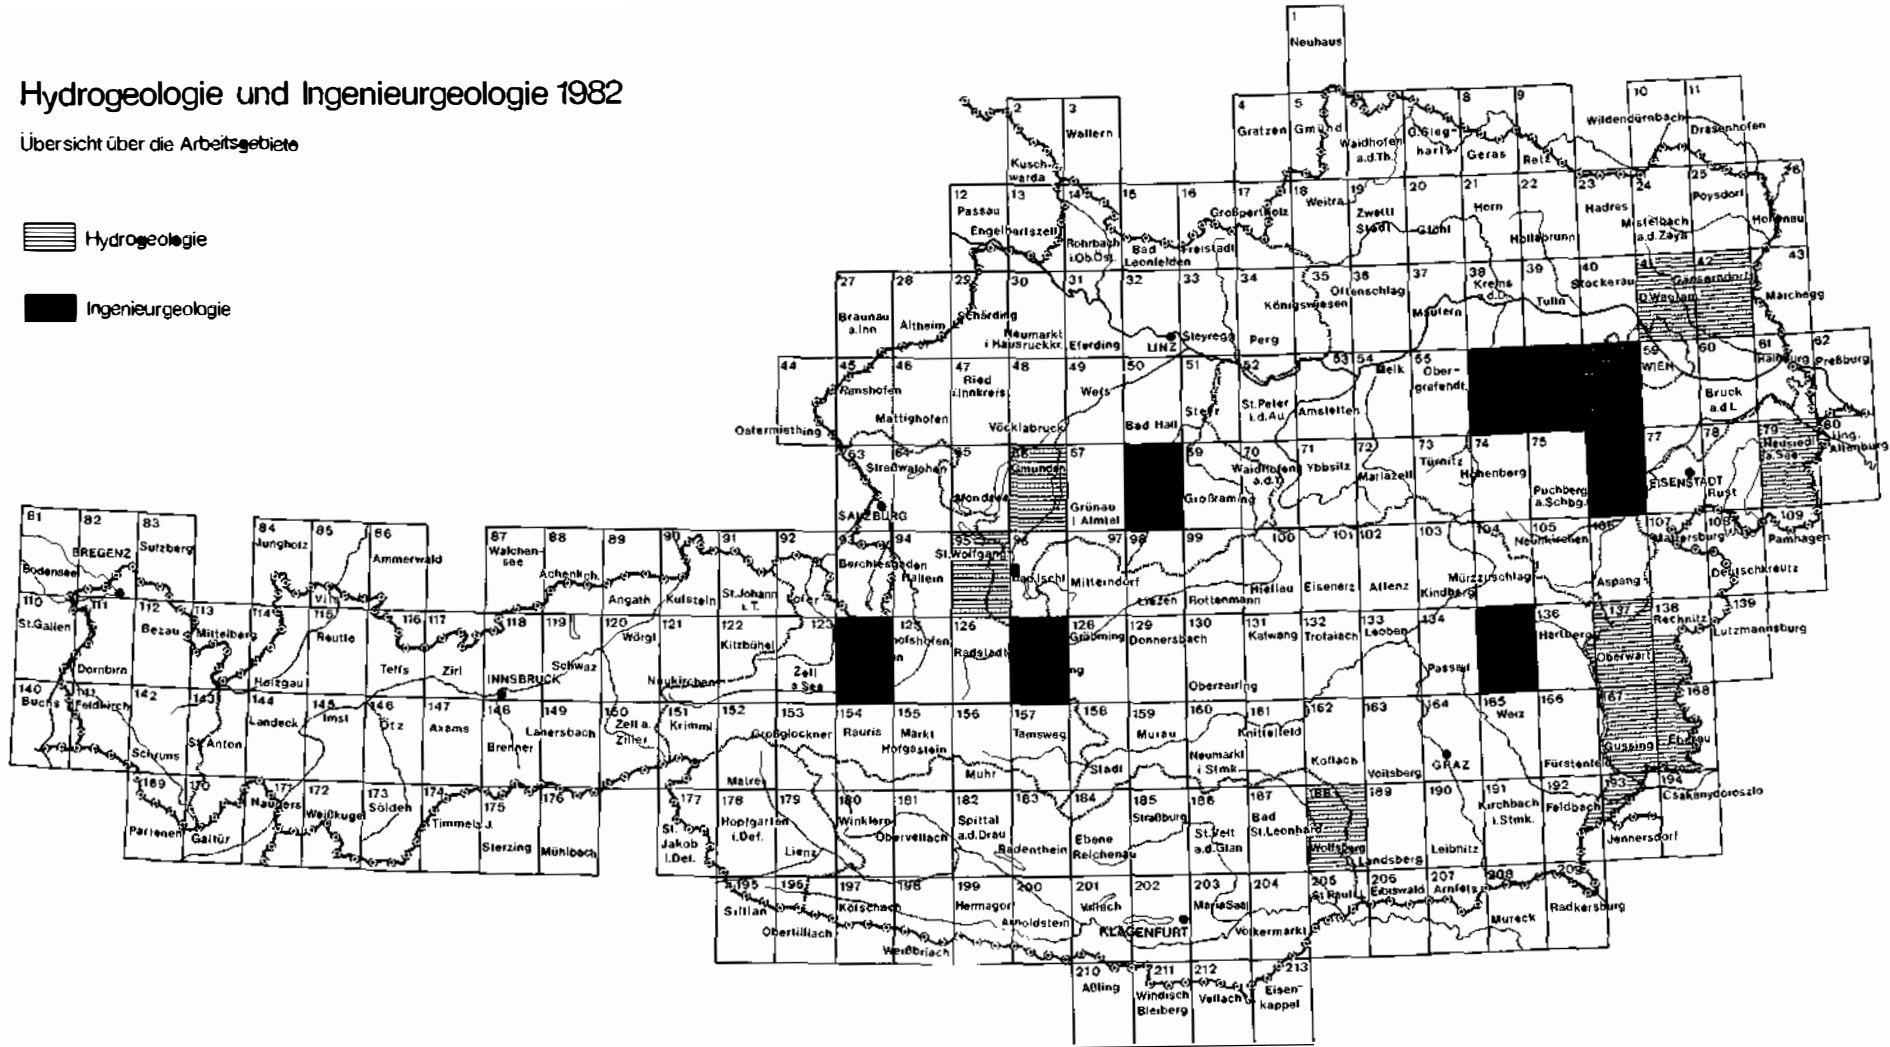 Hydrogeologie und Ingenieurgeologie 1982
Übersicht über die Arbeitsgebiete
Hydrogeologie
Ingenieurgeologie
1
Neuhaus
2
Kusch-
warda
3
Wallern
4
Gratzen
5
Gmünd
6
Waidhofen
a.d.Th.
G.Sieg-
harts
8
Geras
9
Retz
10
Wildendürnbach
11
Drasenhofen
12
Passau
13
Engelhartszell
14
Rohrbach
i.Ob.Öst.
15
Bad
Leonfelden
16
Freistadt
17
Großpertholz
18
Weitra
19
Zwettl
Stadt
20
Gföhl
21
Horn
22
Hollabrunn
23
Hadres
24
Mistelbach
a.d.Zaya
25
Poysdorf
26
Hohenau
27
Braunau
a.Inn
28
Altheim
29
Schärding
30
Neumarkt
i Hausruckkr.
31
Eferding
32
LINZ
33
Steyregg
34
Perg
35
Königswiesen
36
Ottenschlag
37
Mautern
38
Krems
a.d.D.
39
Tulln
40
Stockerau
41
D.Wagram
42
Gänserndorf
43
Marchegg
44
Ostermiething
45
Ranshofen
46
Mattighofen
47
Ried
i.Innkreis
48
Vöcklabruck
49
Wels
50
Bad Hall
51
Steyr
52
St.Peter
i.d.Au
53
Amstetten
54
Melk
55
Ober-
grafendf.
59
WIEN
60
Bruck
a.d L
61
Hainburg
62
Preßburg
63
SALZBURG
64
Straßwalchen
65
Mondsee
66
Gmunden
67
Grünau
i Almtal
69
Großraming
70
Waidhofen
a.d.Y.
71
Ybbsitz
72
Mariazell
73
Türnitz
74
Hohenberg
75
Puchberg
a.Schbg.
77
EISENSTADT
78
Rust
79
Neusiedl
a.See
80
Ung.
Altenburg
81
Bodensee
82
BREGENZ
83
Sulzberg
84
Jungholz
85
Vils
86
Ammerwald
87
Walchen-
see
88
Achenkch.
89
Angath
90
Kufstein
91
St.Johann
i. T.
92
Lofer
93
Berchtesgaden
94
Hallein
95
St.Wolfgang
96
Bad Ischl
97
Mitterndorf
98
Liezen
99
Rottenmann
100
Hieflau
101
Eisenerz
102
Aflenz
103
Kindberg
104
Mürzzuschlag
105
Neunkirchen
106
Aspang
107
Mattersburg
108
Deutschkreutz
109
Pamhagen
110
St.Gallen
111
Dornbirn
112
Bezau
113
Mittelberg
114
Holzgau
115
Reutte
116
Telfs
117
Zirl
118
INNSBRUCK
119
Schwaz
120
Wörgl
121
Neukirchen
122
Kitzbühel
123
Zell
a See
125
hofshofen
en
126
Radstadt
128
Gröbming
ng
129
Donnersbach
130
Oberzeiring
131
Kalwang
132
Trofaiach
133
Leoben
134
Passail
136
Hartberg
137
Oberwart
138
Rechnitz
139
Lutzmannsburg
140
Buchs
141
Feldkirch
142
Schruns
143
St.Anton
144
Landeck
145
Imst
146
Ötz
147
Axams
148
Brenner
149
Lanersbach
150
Zell a.
Ziller
151
Krimml
152
Matrei
153
Großglockner
154
Rauris
155
Markt
Hofgastein
156
Muhr
157
Tamsweg
158
Stadl
159
Murau
160
Neumarkt
i Stmk.
161
Knittelfeld
162
Köflach
163
Voitsberg
164
GRAZ
165
Weiz
166
Fürstenfeld
167
Güssing
168
Eberau
169
Partenen
170
Galtür
171
Nauders
172
Weißkugel
173
Sölden
174
Timmels J.
175
Sterzing
176
Mühlbach
177
St.
Jakob
i.Def.
178
Hopfgarten
i.Def.
179
Lienz
180
Winklern
181
Obervellach
182
Spittal
a.d.Drau
183
Radenthein
184
Ebene
Reichenau
185
Straßburg
186
St.Veit
a.d.Glan
187
Bad
St.Leonhard
188
Wolfsberg
189
Landsberg
190
Leibnitz
191
Kirchbach
i.Stmk.
192
Feldbach
193
Jennersdorf
194
Csakanydoroszlo
195
Sillian
196
Obertilliach
197
Kötschach
198
Weißbriach
199
Hermagor
200
Arnoldstein
201
Villach
202
KLAGENFURT
203
Maria Saal
204
Völkermarkt
205
St Paul i. L
206
Eibiswald
207
Arnfels
208
Mureck
209
Radkersburg
210
Aßling
211
Windisch
Bleiberg
212
Vellach
213
Eisen-
kappel